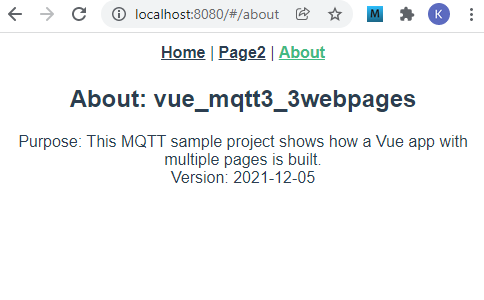 localhost:8080/#/about
M
K
Home | Page2 | About
About: vue_mqtt3_3webpages
Purpose: This MQTT sample project shows how a Vue app with
multiple pages is built.
Version: 2021-12-05